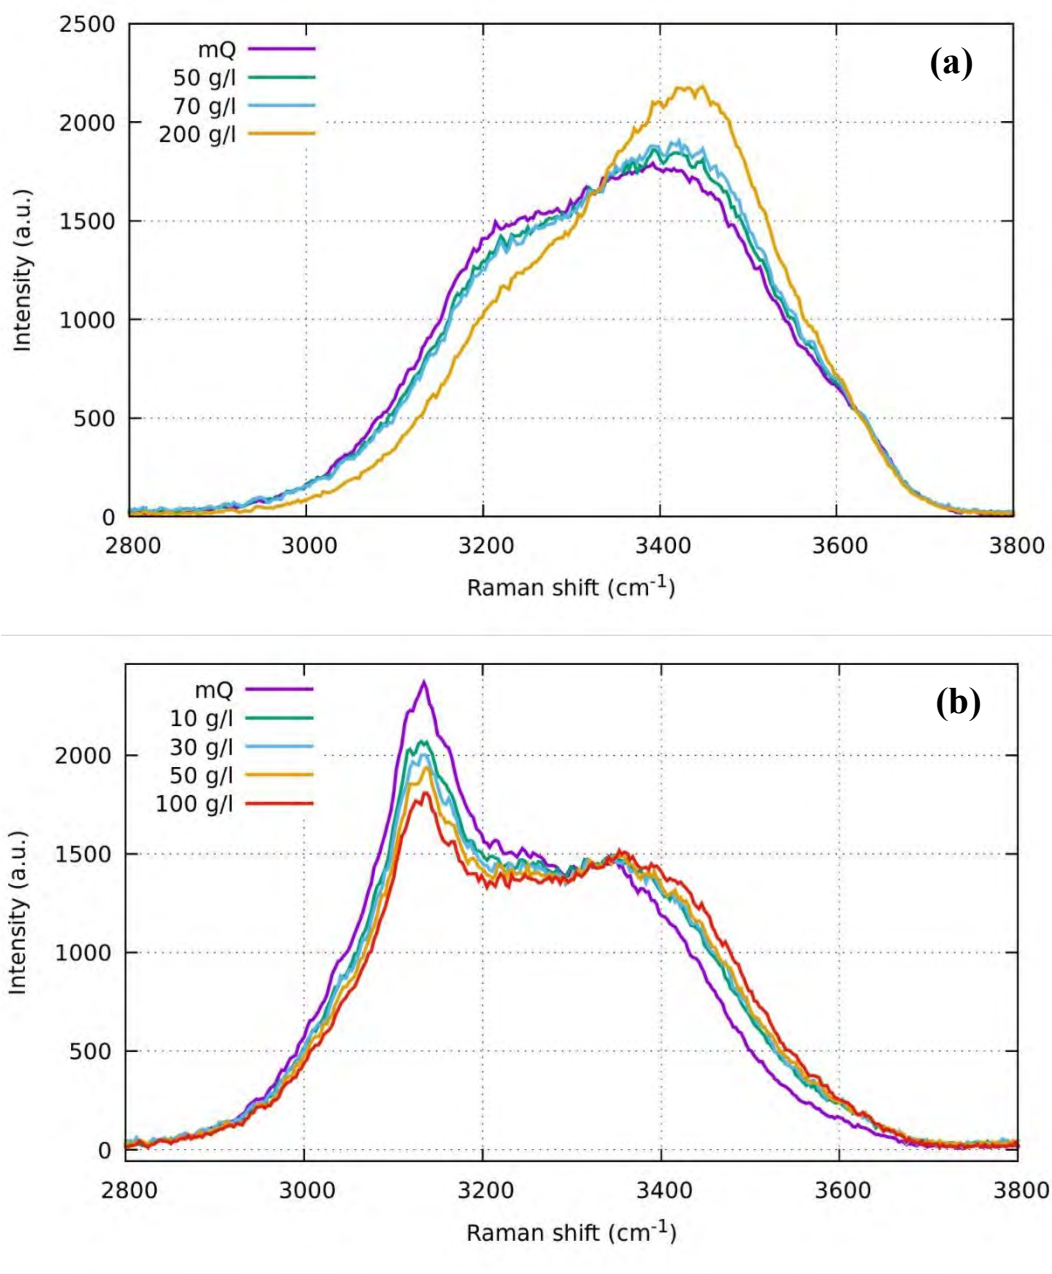 2500
2000
1500
1000
500
0
Intensity (a.u.)
mQ
50 g/l
70 g/l
200 g/l
(a)
2800 3000 3200 3400 3600 3800
Raman shift (cm-1)
2000
1500
1000
500
0
Intensity (a.u.)
mQ
10 g/l
30 g/l
50 g/l
100 g/l
(b)
2800 3000 3200 3400 3600 3800
Raman shift (cm-1)